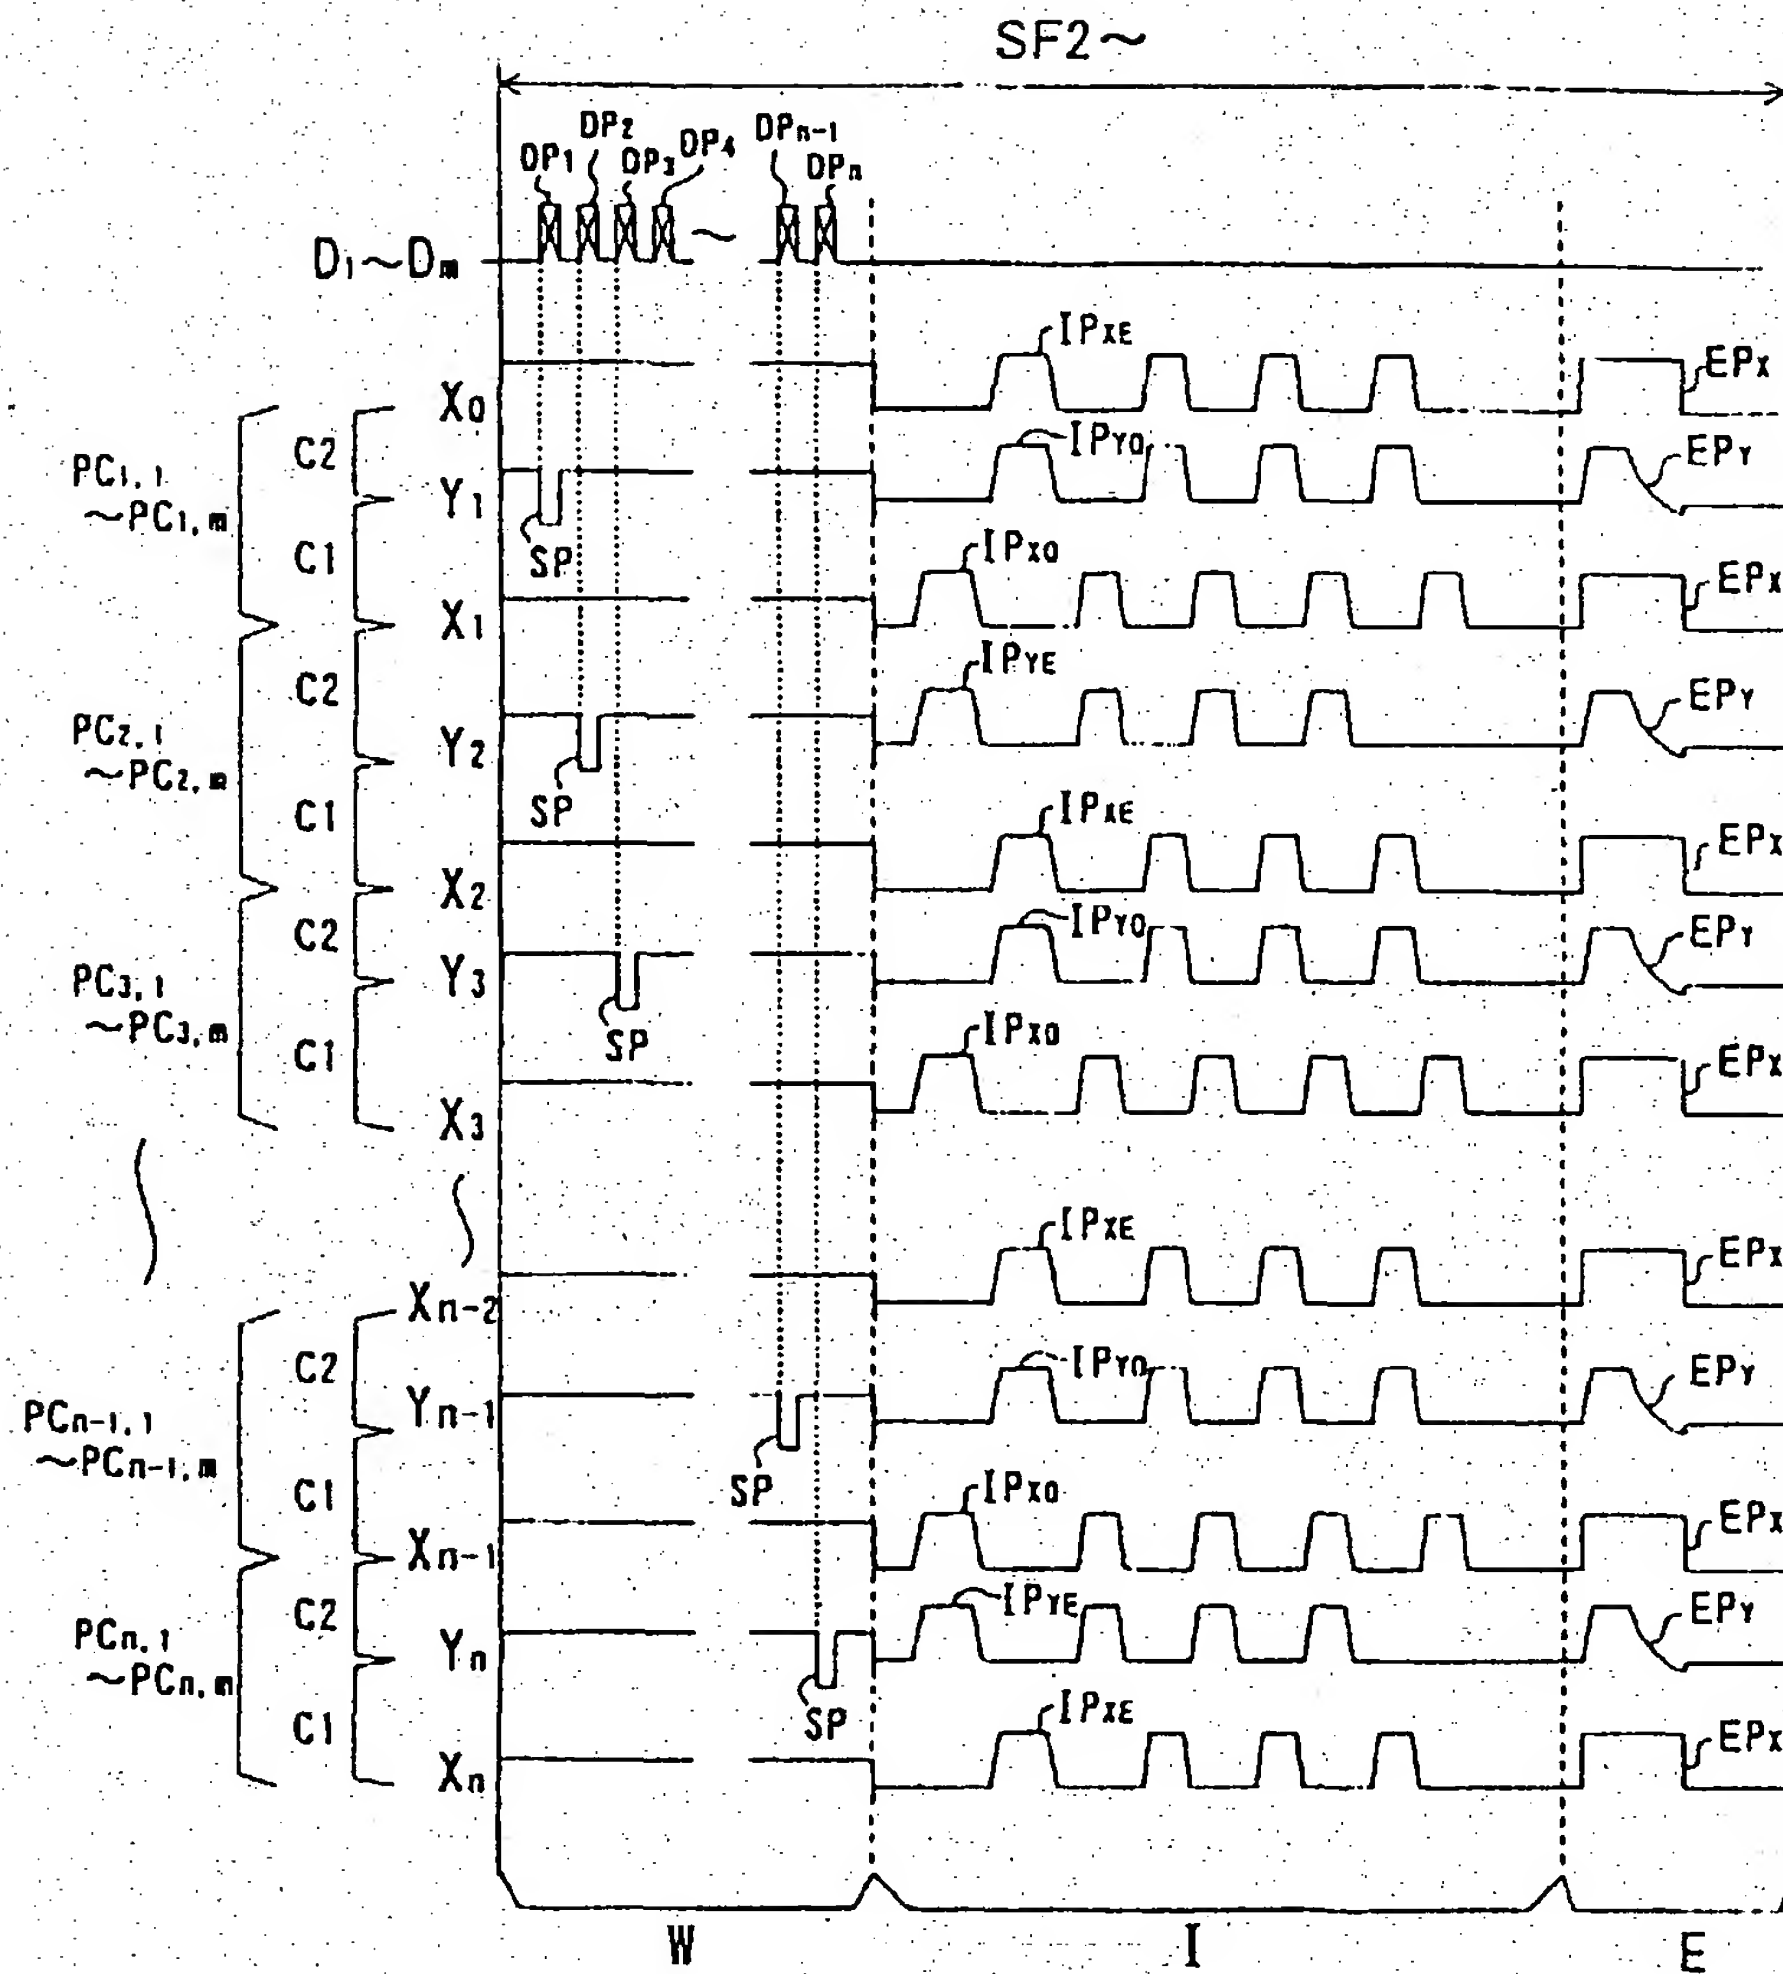 SF2~
DP1 DP2 DP3 DP4 DPn-1 DPn
D1~Dm
IPXE
EPX
X0
C2
IPYO
EPY
PC1,1
~PC1,m
Y1
SP
C1
IPXO
EPX
X1
IPYE
C2
EPY
PC2,1
~PC2,m
Y2
SP
C1
IPXE
EPX
X2
C2
IPYO
EPY
PC3,1
~PC3,m
Y3
SP
C1
IPXO
EPX
X3
IPXE
EPX
Xn-2
C2
IPYO
EPY
PCn-1,1
~PCn-1,m
Yn-1
SP
C1
IPXO
EPX
Xn-1
C2
IPYE
EPY
PCn,1
~PCn,m
Yn
SP
C1
IPXE
EPX
Xn
W I E